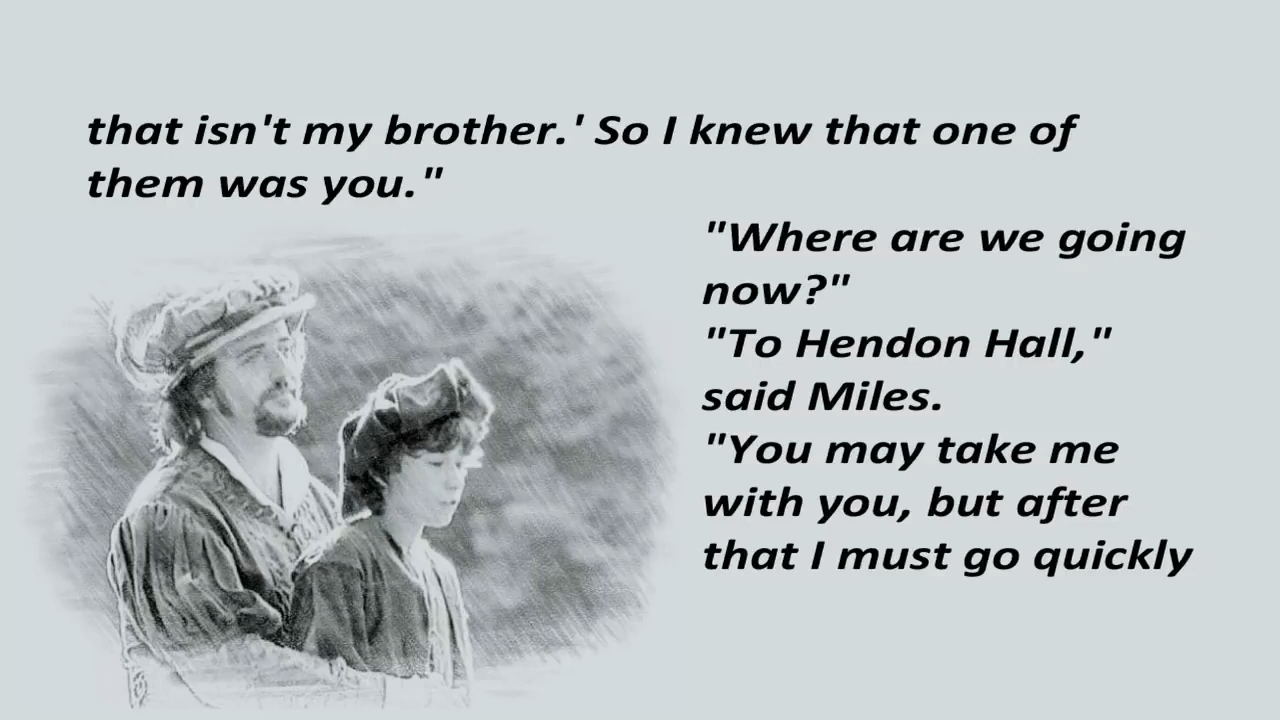 that isn't my brother.' So I knew that one of
them was you."
"Where are we going
now?"
"To Hendon Hall,"
said Miles.
"You may take me
with you, but after
that I must go quickly